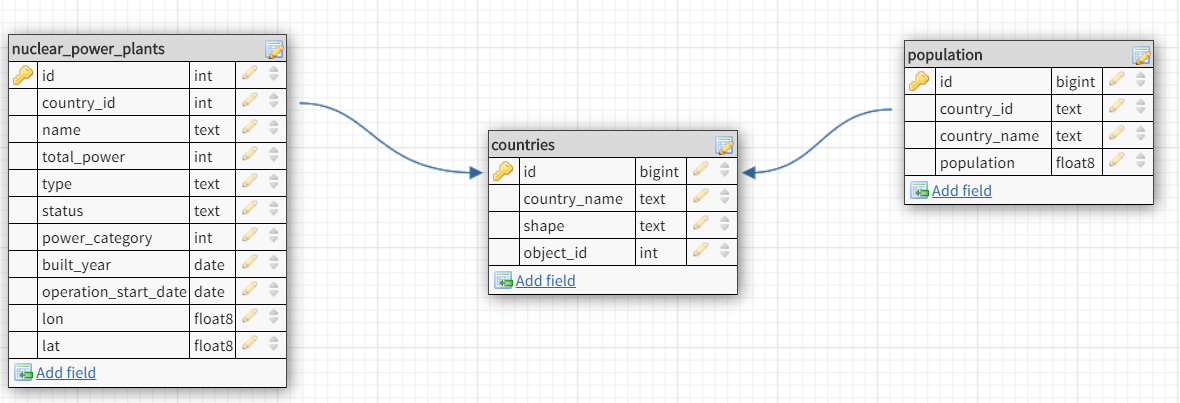 nuclear_power_plants
id int
country_id int
name text
total_power int
type text
status text
power_category int
built_year date
operation_start_date date
lon float8
lat float8
Add field
countries
id bigint
country_name text
shape text
object_id int
Add field
population
id bigint
country_id text
country_name text
population float8
Add field